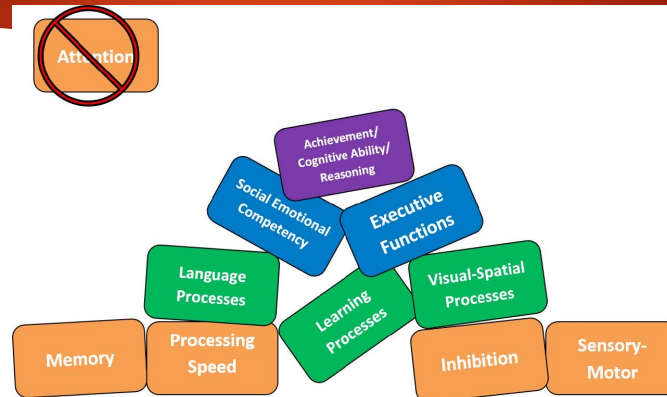 Attention
Achievement/
Cognitive Ability/
Reasoning
Social Emotional
Competency
Executive
Functions
Language
Processes
Learning
Processes
Visual-Spatial
Processes
Memory
Processing
Speed
Inhibition
Sensory-
Motor